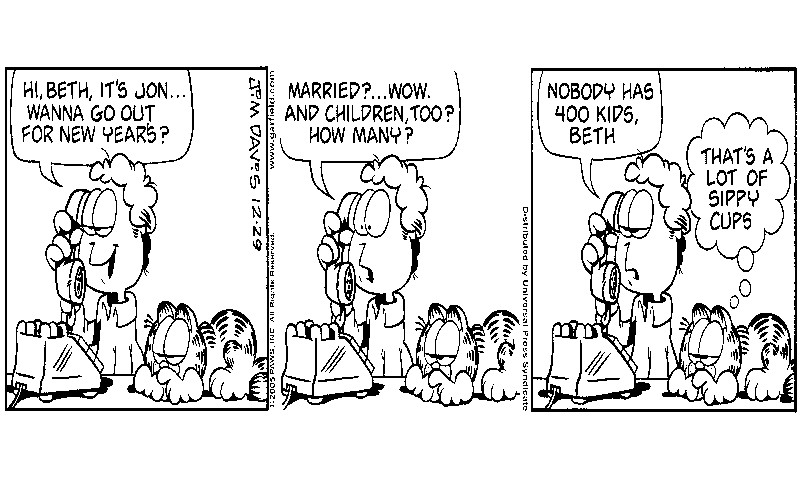 HI, BETH, IT'S JON...
WANNA GO OUT
FOR NEW YEAR'S?
JIM DAVIS 12-29
www.garfield.com
©2005 PAWS, INC. All Rights Reserved.
MARRIED?...WOW.
AND CHILDREN, TOO?
HOW MANY?
Distributed by Universal Press Syndicate
NOBODY HAS
400 KIDS,
BETH
THAT'S A
LOT OF
SIPPY
CUPS